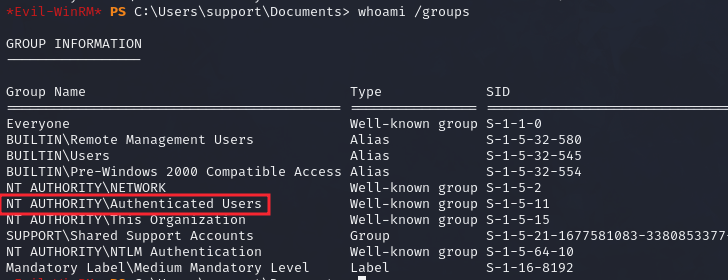 *Evil-WinRM* PS C:\Users\support\Documents> whoami /groups
GROUP INFORMATION
-----------------
Group Name Type SID
========================================== ================ ==============================
Everyone Well-known group S-1-1-0
BUILTIN\Remote Management Users Alias S-1-5-32-580
BUILTIN\Users Alias S-1-5-32-545
BUILTIN\Pre-Windows 2000 Compatible Access Alias S-1-5-32-554
NT AUTHORITY\NETWORK Well-known group S-1-5-2
NT AUTHORITY\Authenticated Users Well-known group S-1-5-11
NT AUTHORITY\This Organization Well-known group S-1-5-15
SUPPORT\Shared Support Accounts Group S-1-5-21-1677581083-3380853377-
NT AUTHORITY\NTLM Authentication Well-known group S-1-5-64-10
Mandatory Label\Medium Mandatory Level Label S-1-16-8192